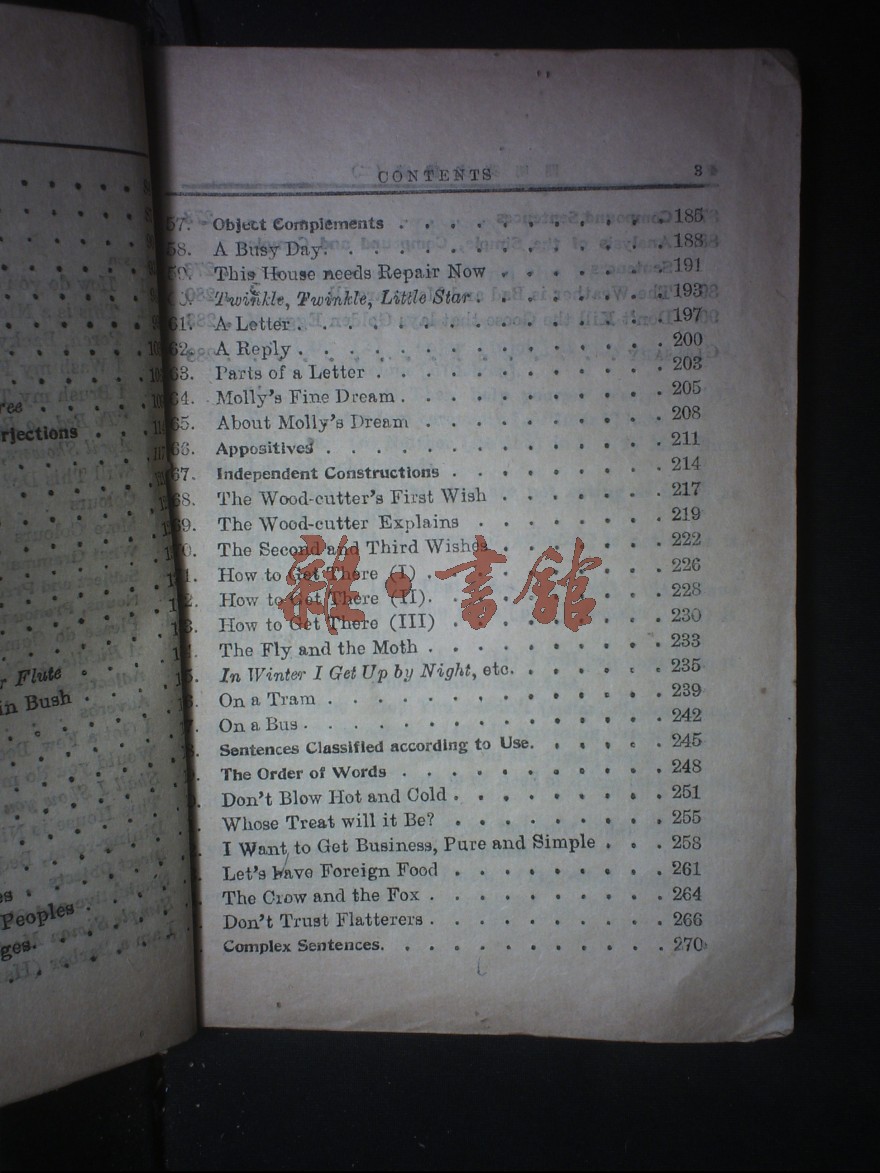 CONTENTS 3
57. Object Complements . . . . . . . . . . . 185
58. A Busy Day. . . . . . . . . . . . . . 188
59. This House needs Repair Now . . . . . . . 191
Twinkle, Twinkle, Little Star . . . . . . . . 193
61. A Letter . . . . . . . . . . . . . . . 197
62. A Reply . . . . . . . . . . . . . . . 200
63. Parts of a Letter . . . . . . . . . . . . 203
64. Molly's Fine Dream . . . . . . . . . . . 205
65. About Molly's Dream . . . . . . . . . . 208
66. Appositives . . . . . . . . . . . . . . 211
67. Independent Constructions . . . . . . . . . 214
68. The Wood-cutter's First Wish . . . . . . . 217
69. The Wood-cutter Explains . . . . . . . . 219
The Second and Third Wishes . . . . . . . 222
How to Get There (I) . . . . . . . . . . 226
How to Get There (II). . . . . . . . . . 228
How to Get There (III) . . . . . . . . . 230
The Fly and the Moth . . . . . . . . . . 233
In Winter I Get Up by Night, etc. . . . . . . 235
On a Tram . . . . . . . . . . . . . . 239
On a Bus . . . . . . . . . . . . . . . 242
Sentences Classified according to Use. . . . . . 245
The Order of Words . . . . . . . . . . . 248
Don't Blow Hot and Cold . . . . . . . . . 251
Whose Treat will it Be? . . . . . . . . . 255
I Want to Get Business, Pure and Simple . . . 258
Let's have Foreign Food . . . . . . . . . 261
The Crow and the Fox . . . . . . . . . . 264
Don't Trust Flatterers . . . . . . . . . . 266
Complex Sentences. . . . . . . . . . . . 270
雜·書館
Flute
in Bush
Peoples